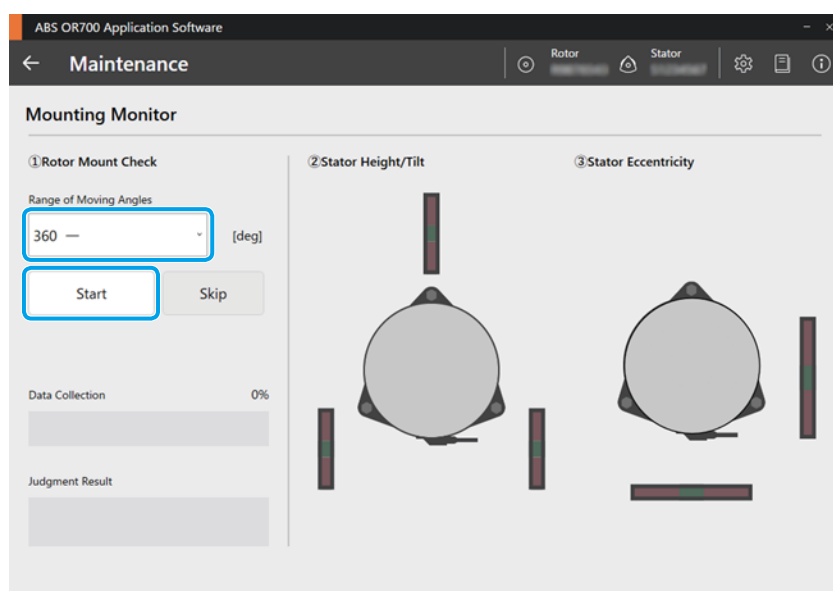 ABS OR700 Application Software
Maintenance
Rotor
Stator
Mounting Monitor
①Rotor Mount Check
②Stator Height/Tilt
③Stator Eccentricity
Range of Moving Angles
360 —
[deg]
Start
Skip
Data Collection
0%
Judgment Result